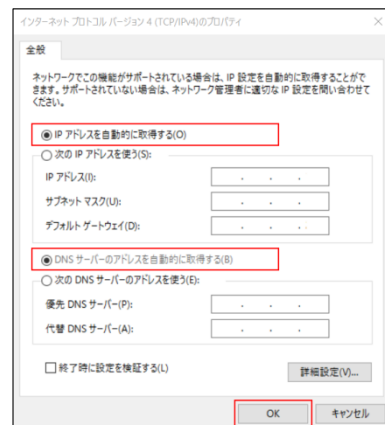 インターネット プロトコル バージョン 4 (TCP/IPv4)のプロパティ
全般
ネットワークでこの機能がサポートされている場合は、IP 設定を自動的に取得することがで
きます。サポートされていない場合は、ネットワーク管理者に適切な IP 設定を問い合わせて
ください。
IP アドレスを自動的に取得する(O)
次の IP アドレスを使う(S):
IP アドレス(I):
サブネット マスク(U):
デフォルト ゲートウェイ(D):
DNS サーバーのアドレスを自動的に取得する(B)
次の DNS サーバーのアドレスを使う(E):
優先 DNS サーバー(P):
代替 DNS サーバー(A):
終了時に設定を検証する(L)
詳細設定(V)...
OK
キャンセル